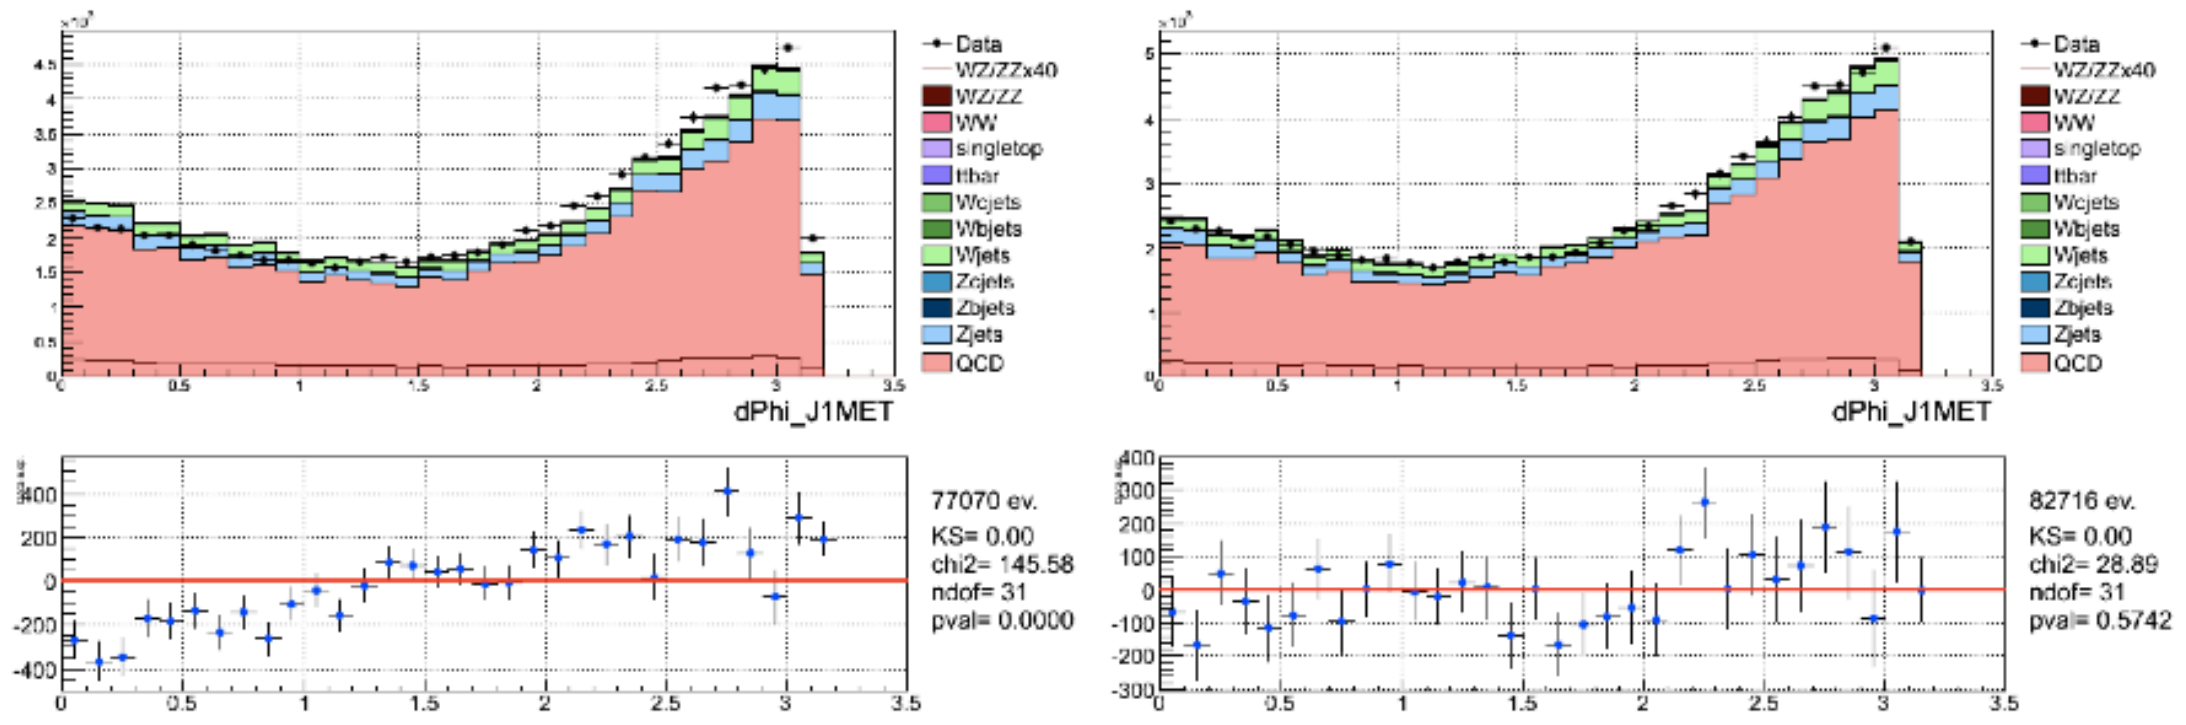 ×10³
4.5
4
3.5
3
2.5
2
1.5
1
0.5
0
0 0.5 1 1.5 2 2.5 3 3.5
dPhi_J1MET
Data
WZ/ZZx40
WZ/ZZ
WW
singletop
ttbar
Wcjets
Wbjets
Wjets
Zcjets
Zbjets
Zjets
QCD
5
4
3
2
1
0
0 0.5 1 1.5 2 2.5 3 3.5
dPhi_J1MET
Data
WZ/ZZx40
WZ/ZZ
WW
singletop
ttbar
Wcjets
Wbjets
Wjets
Zcjets
Zbjets
Zjets
QCD
400
200
0
-200
-400
0 0.5 1 1.5 2 2.5 3 3.5
77070 ev.
KS= 0.00
chi2= 145.58
ndof= 31
pval= 0.0000
400
300
200
100
0
-100
-200
-300
0 0.5 1 1.5 2 2.5 3 3.5
82716 ev.
KS= 0.00
chi2= 28.89
ndof= 31
pval= 0.5742